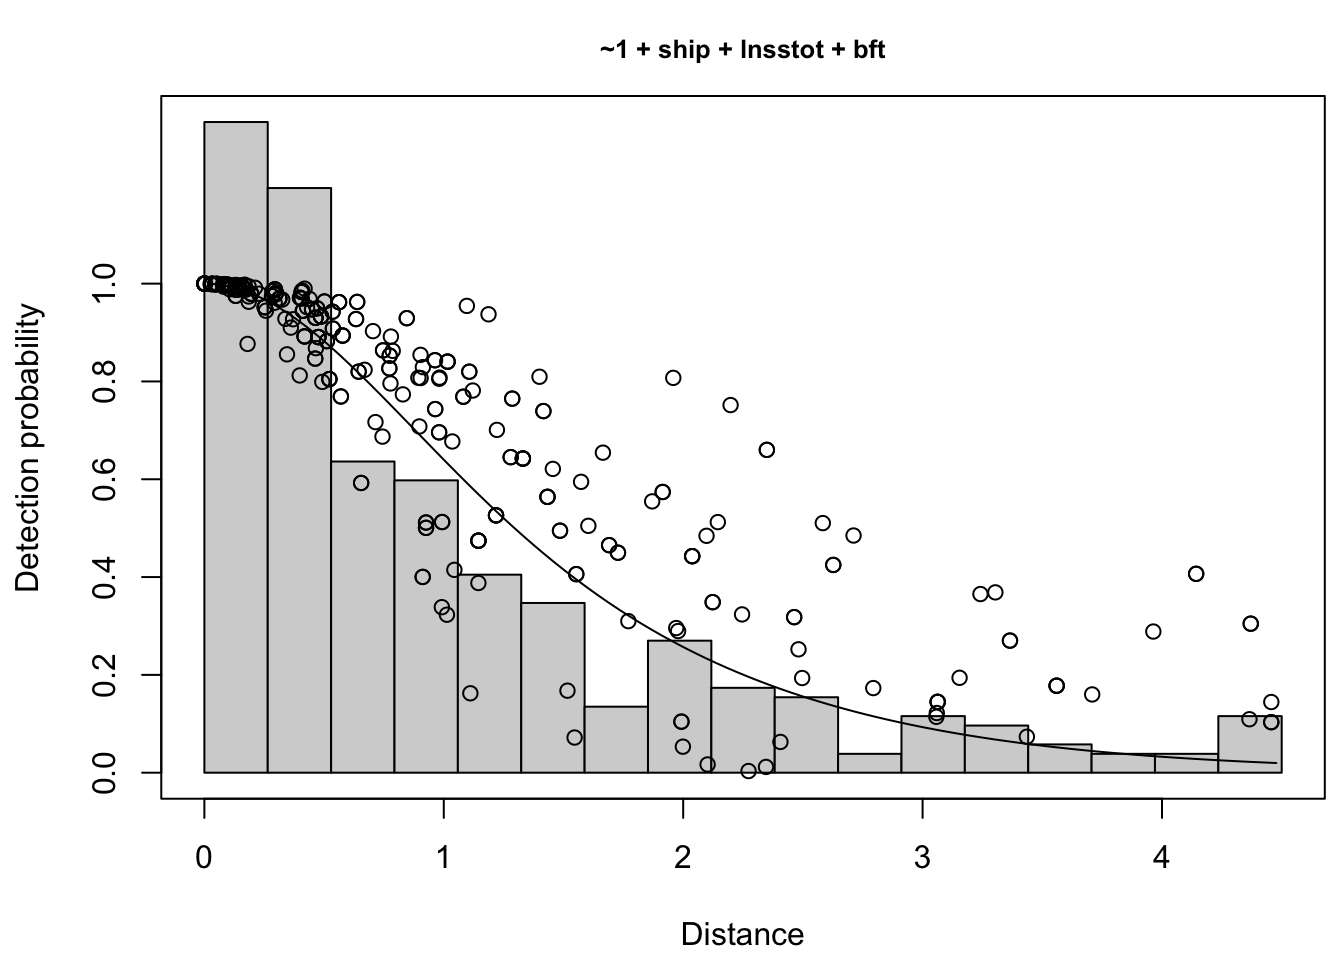 ~1 + ship + lnsstot + bft
Detection probability
1.0
0.8
0.6
0.4
0.2
0.0
0 1 2 3 4
Distance